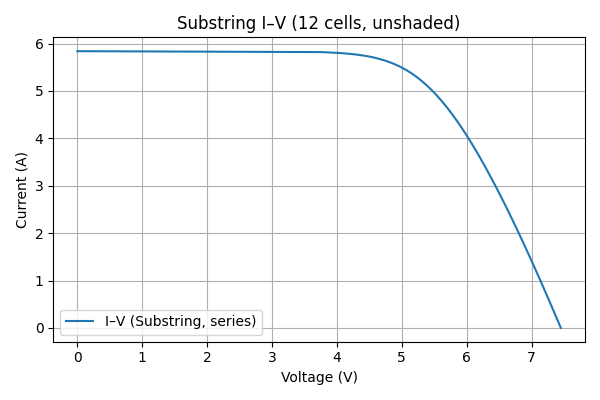 Substring I–V (12 cells, unshaded)
Current (A)
6
5
4
3
2
1
0
I–V (Substring, series)
0 1 2 3 4 5 6 7
Voltage (V)